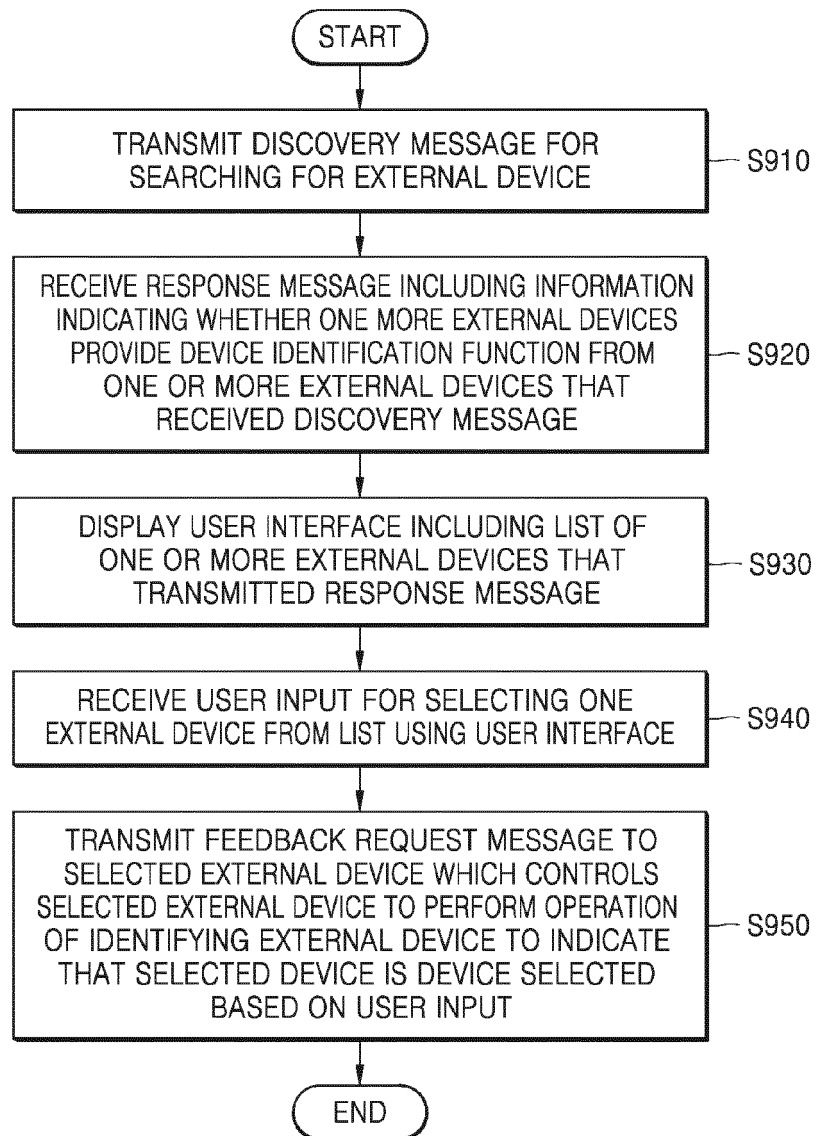 START
TRANSMIT DISCOVERY MESSAGE FOR
SEARCHING FOR EXTERNAL DEVICE
S910
RECEIVE RESPONSE MESSAGE INCLUDING INFORMATION
INDICATING WHETHER ONE MORE EXTERNAL DEVICES
PROVIDE DEVICE IDENTIFICATION FUNCTION FROM
ONE OR MORE EXTERNAL DEVICES THAT
RECEIVED DISCOVERY MESSAGE
S920
DISPLAY USER INTERFACE INCLUDING LIST OF
ONE OR MORE EXTERNAL DEVICES THAT
TRANSMITTED RESPONSE MESSAGE
S930
RECEIVE USER INPUT FOR SELECTING ONE
EXTERNAL DEVICE FROM LIST USING USER INTERFACE
S940
TRANSMIT FEEDBACK REQUEST MESSAGE TO
SELECTED EXTERNAL DEVICE WHICH CONTROLS
SELECTED EXTERNAL DEVICE TO PERFORM OPERATION
OF IDENTIFYING EXTERNAL DEVICE TO INDICATE
THAT SELECTED DEVICE IS DEVICE SELECTED
BASED ON USER INPUT
S950
END